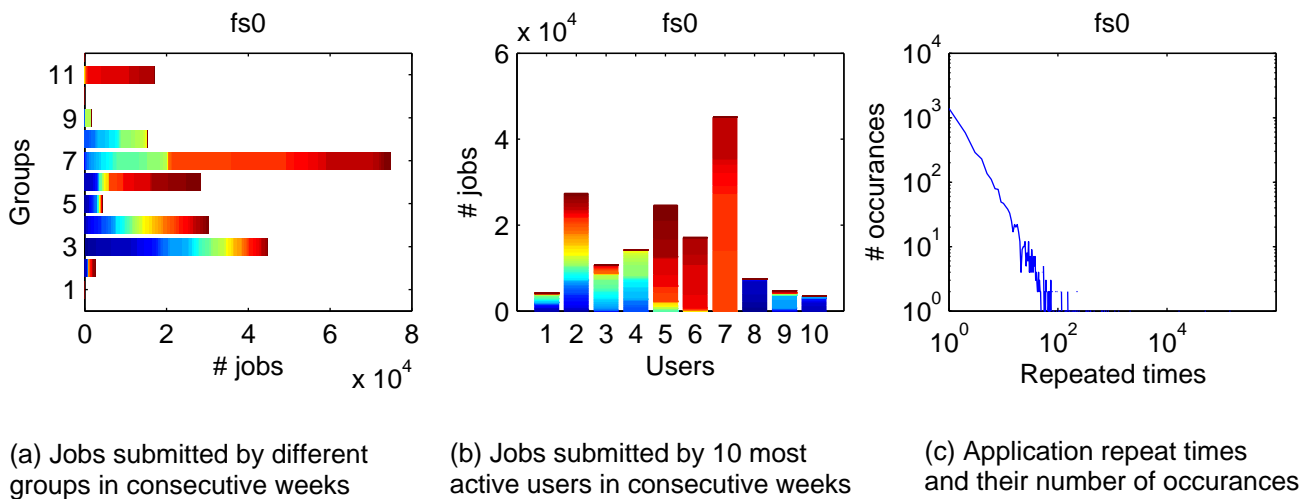 fs0
11
9
7
5
3
1
Groups
0 2 4 6 8
# jobs
x 10^4
(a) Jobs submitted by different
groups in consecutive weeks
fs0
x 10^4
6
4
2
0
# jobs
1 2 3 4 5 6 7 8 9 10
Users
(b) Jobs submitted by 10 most
active users in consecutive weeks
fs0
10^4
10^3
10^2
10^1
10^0
# occurances
10^0 10^2 10^4
Repeated times
(c) Application repeat times
and their number of occurances